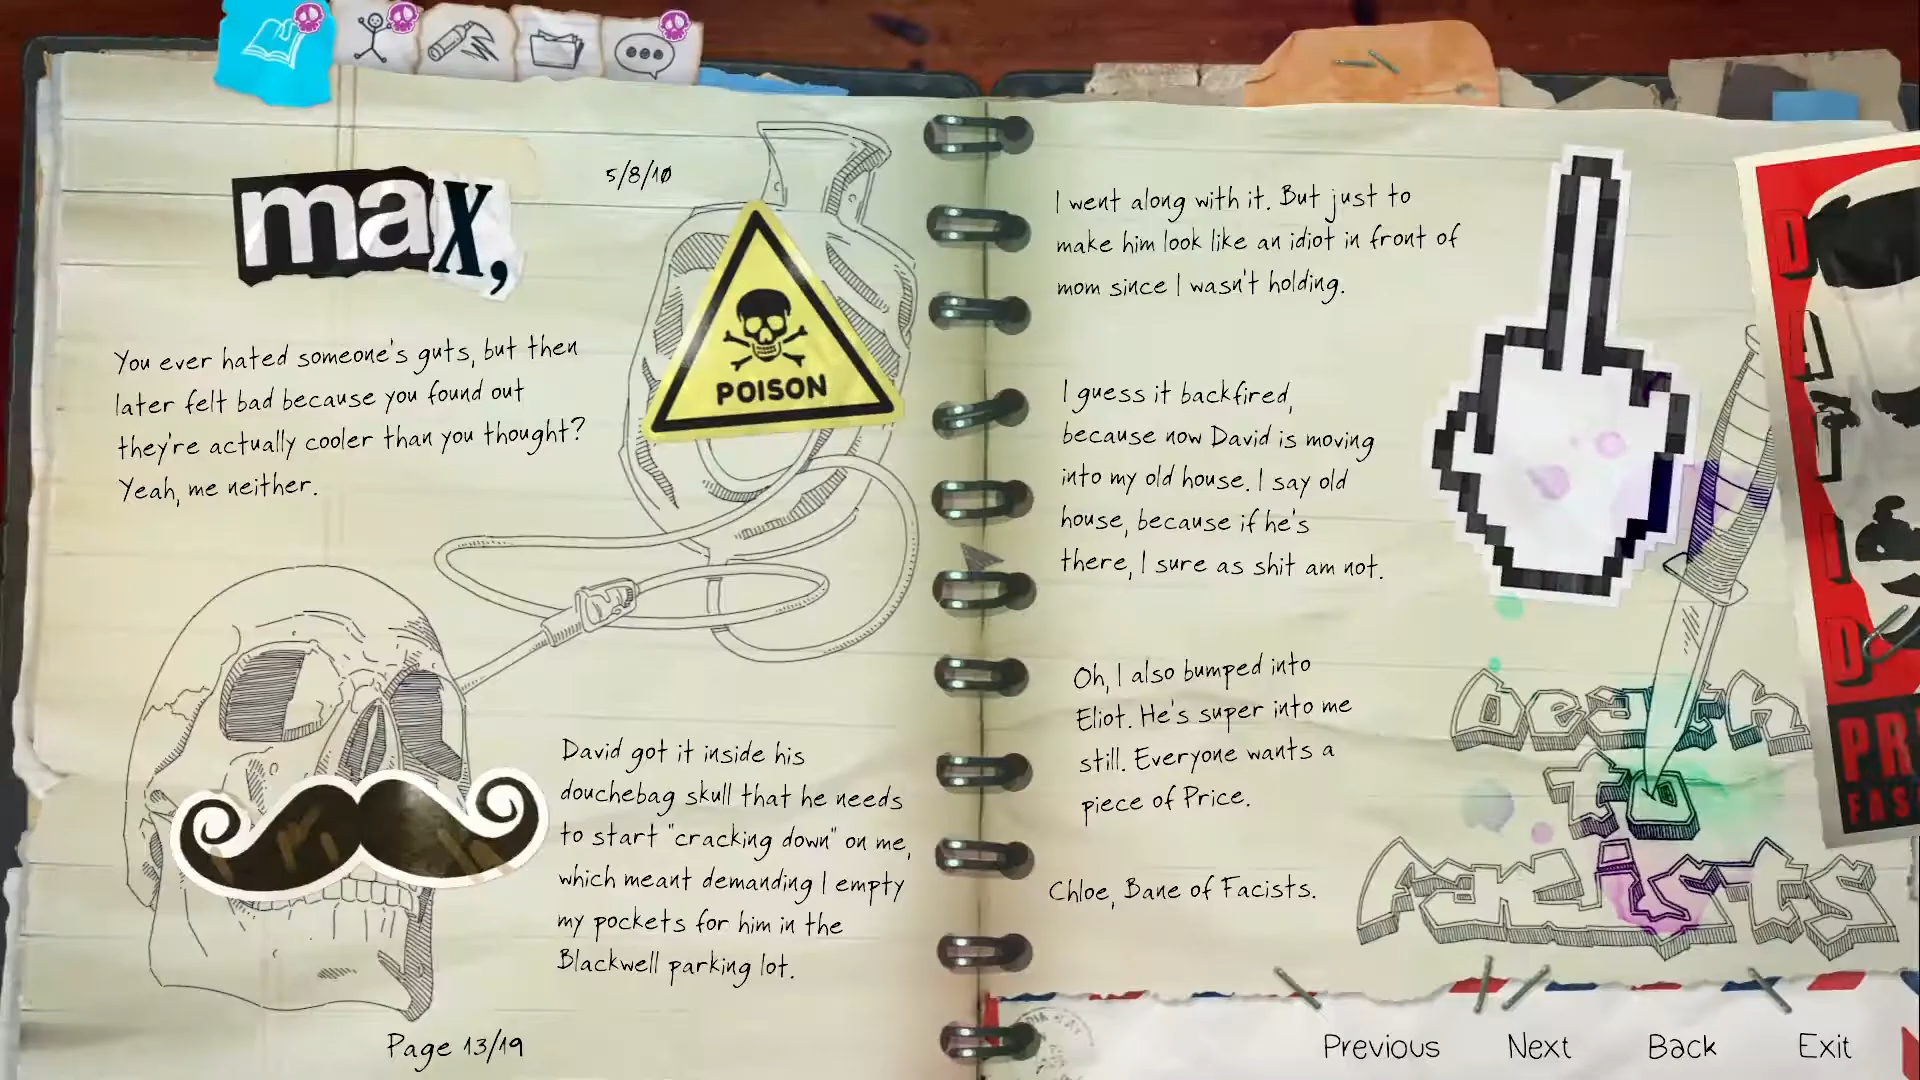 max,
5/8/10
POISON
You ever hated someone's guts, but then
later felt bad because you found out
they're actually cooler than you thought?
Yeah, me neither.
David got it inside his
douchebag skull that he needs
to start "cracking down" on me,
which meant demanding I empty
my pockets for him in the
Blackwell parking lot.
Page 13/19
I went along with it. But just to
make him look like an idiot in front of
mom since I wasn't holding.
I guess it backfired,
because now David is moving
into my old house. I say old
house, because if he's
there, I sure as shit am not.
Oh, I also bumped into
Eliot. He's super into me
still. Everyone wants a
piece of Price.
Chloe, Bane of Facists.
Death
to
DAVID
Previous
Next
Back
Exit